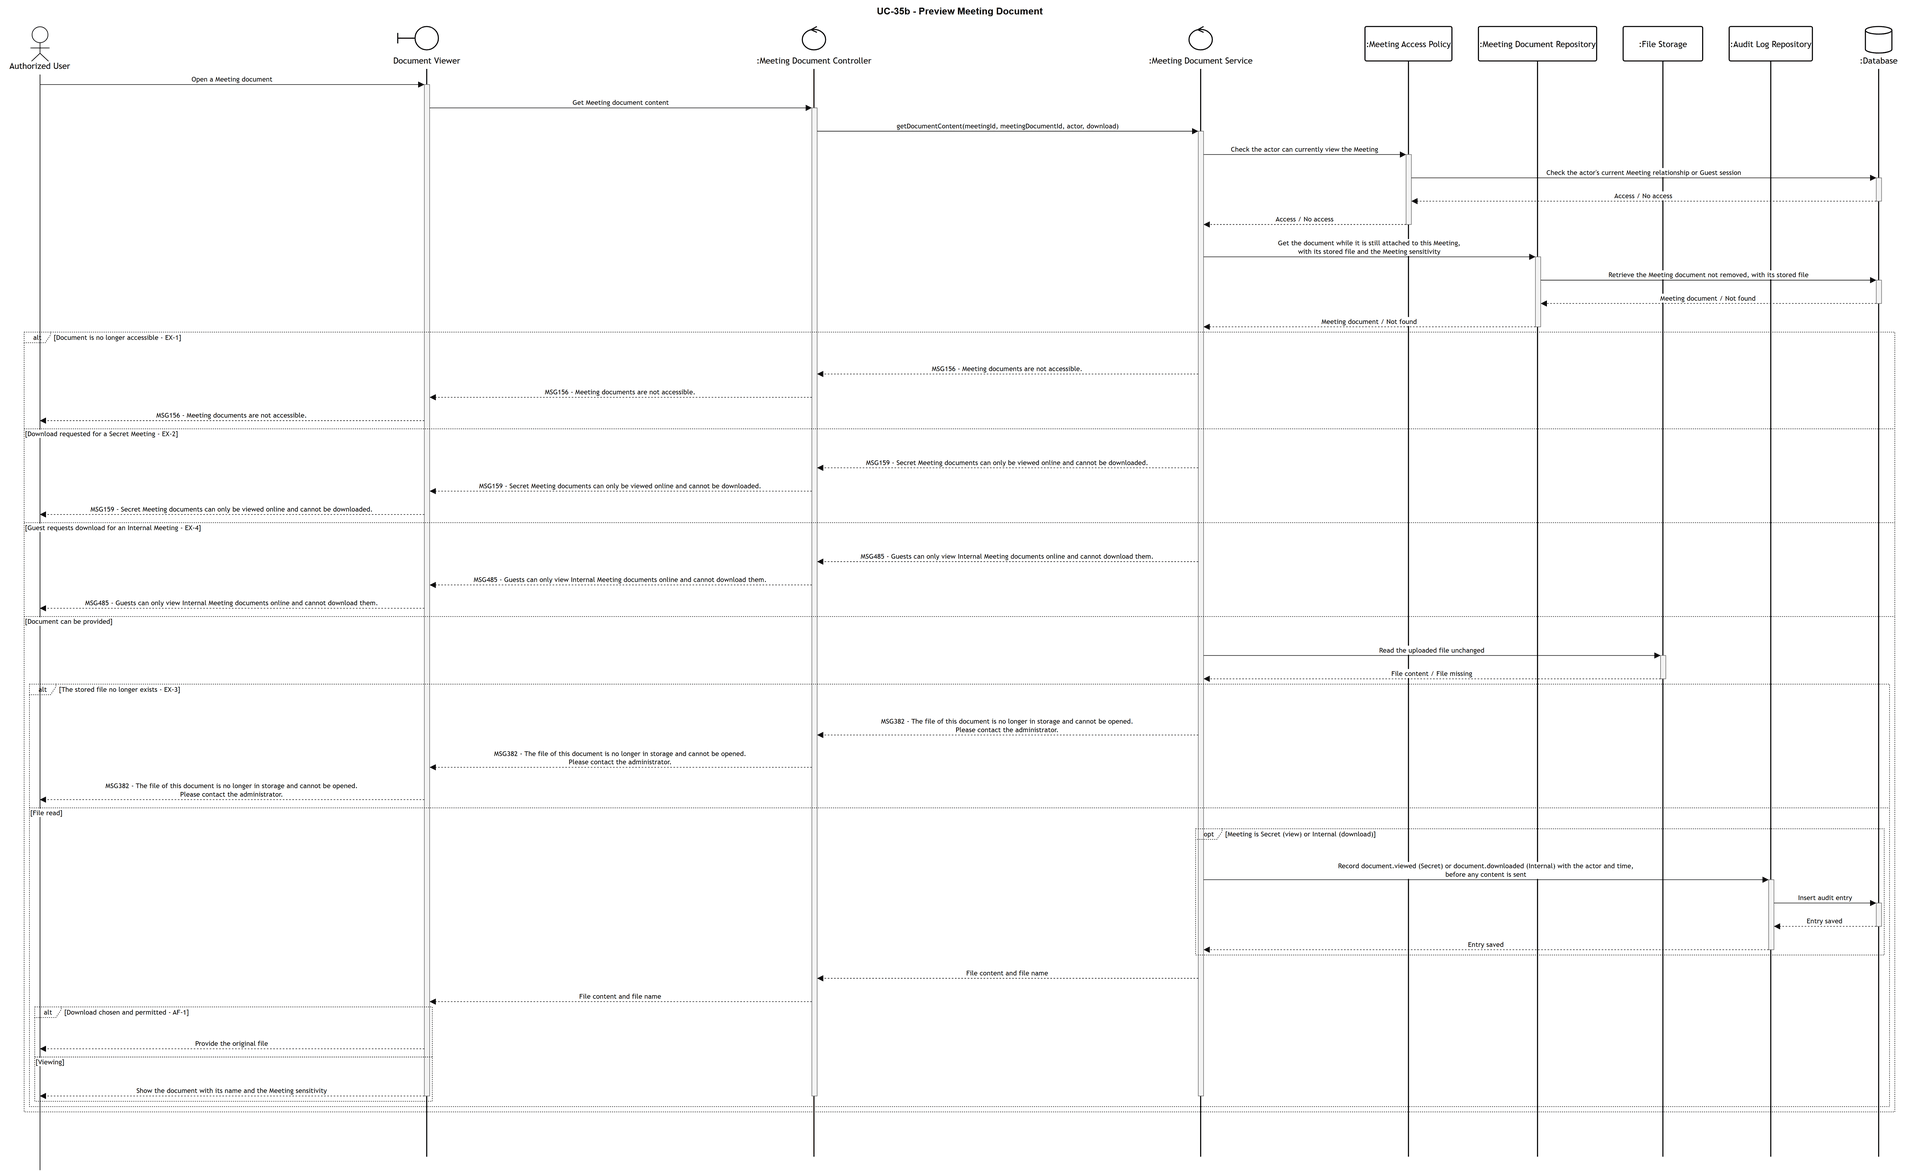 UC-35b - Preview Meeting Document
Authorized User
Document Viewer
:Meeting Document Controller
:Meeting Document Service
:Meeting Access Policy
:Meeting Document Repository
:File Storage
:Audit Log Repository
:Database
Open a Meeting document
Get Meeting document content
getDocumentContent(meetingId, meetingDocumentId, actor, download)
Check the actor can currently view the Meeting
Check the actor's current Meeting relationship or Guest session
Access / No access
Access / No access
Get the document while it is still attached to this Meeting,
with its stored file and the Meeting sensitivity
Retrieve the Meeting document not removed, with its stored file
Meeting document / Not found
Meeting document / Not found
alt [Document is no longer accessible - EX-1]
MSG156 - Meeting documents are not accessible.
MSG156 - Meeting documents are not accessible.
MSG156 - Meeting documents are not accessible.
[Download requested for a Secret Meeting - EX-2]
MSG159 - Secret Meeting documents can only be viewed online and cannot be downloaded.
MSG159 - Secret Meeting documents can only be viewed online and cannot be downloaded.
MSG159 - Secret Meeting documents can only be viewed online and cannot be downloaded.
[Guest requests download for an Internal Meeting - EX-4]
MSG485 - Guests can only view Internal Meeting documents online and cannot download them.
MSG485 - Guests can only view Internal Meeting documents online and cannot download them.
MSG485 - Guests can only view Internal Meeting documents online and cannot download them.
[Document can be provided]
Read the uploaded file unchanged
File content / File missing
alt [The stored file no longer exists - EX-3]
MSG382 - The file of this document is no longer in storage and cannot be opened.
Please contact the administrator.
MSG382 - The file of this document is no longer in storage and cannot be opened.
Please contact the administrator.
MSG382 - The file of this document is no longer in storage and cannot be opened.
Please contact the administrator.
[File read]
opt [Meeting is Secret (view) or Internal (download)]
Record document.viewed (Secret) or document.downloaded (Internal) with the actor and time,
before any content is sent
Insert audit entry
Entry saved
Entry saved
File content and file name
File content and file name
alt [Download chosen and permitted - AF-1]
Provide the original file
[Viewing]
Show the document with its name and the Meeting sensitivity